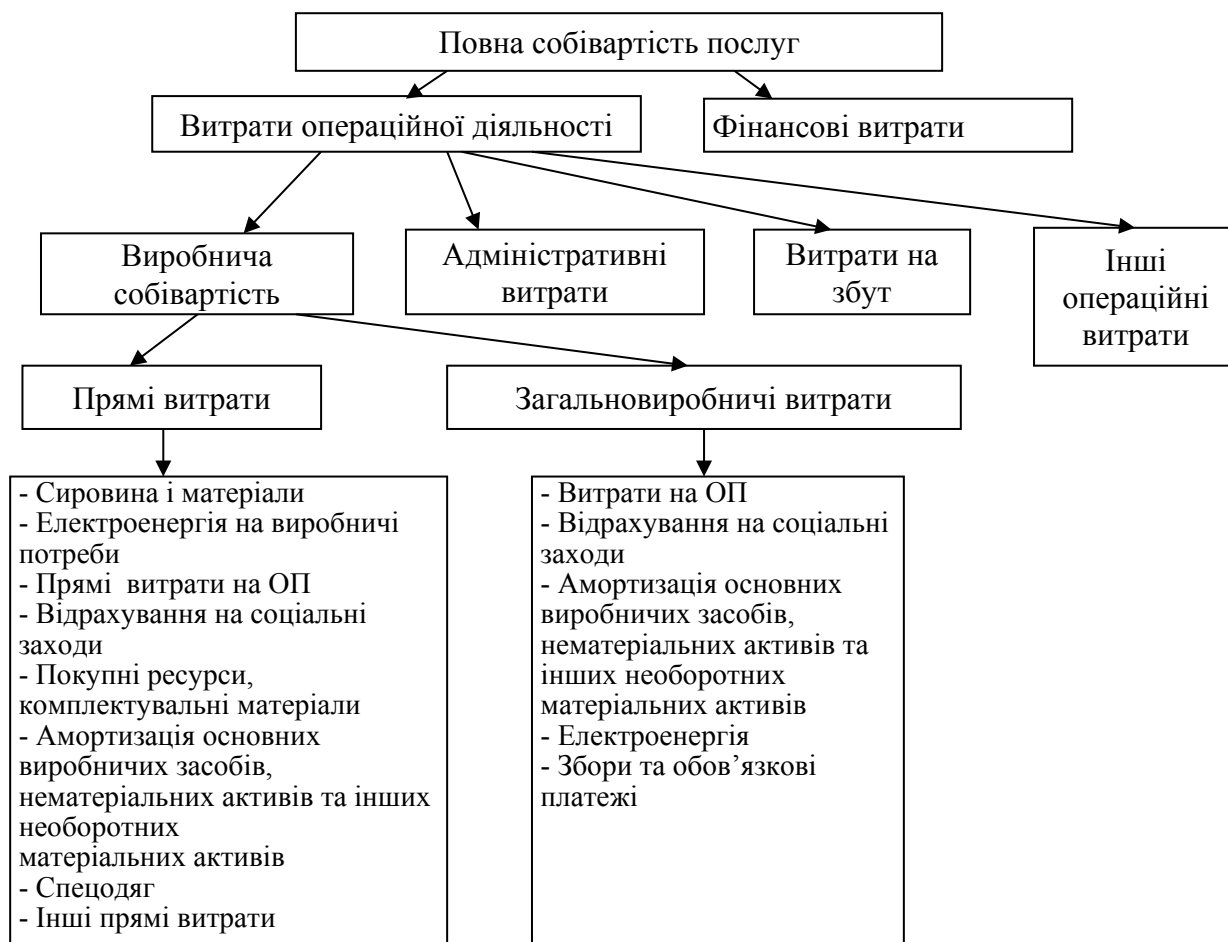 Повна собівартість послуг
Витрати операційної діяльності
Фінансові витрати
Виробнича
собівартість
Адміністративні
витрати
Витрати на
збут
Інші
операційні
витрати
Прямі витрати
Загальновиробничі витрати
- Сировина і матеріали
- Електроенергія на виробничі
потреби
- Прямі  витрати на ОП
- Відрахування на соціальні
заходи
- Покупні ресурси,
комплектувальні матеріали
- Амортизація основних
виробничих засобів,
нематеріальних активів та інших
необоротних
матеріальних активів
- Спецодяг
- Інші прямі витрати
- Витрати на ОП
- Відрахування на соціальні
заходи
- Амортизація основних
виробничих засобів,
нематеріальних активів та
інших необоротних
матеріальних активів
- Електроенергія
- Збори та обов’язкові
платежі